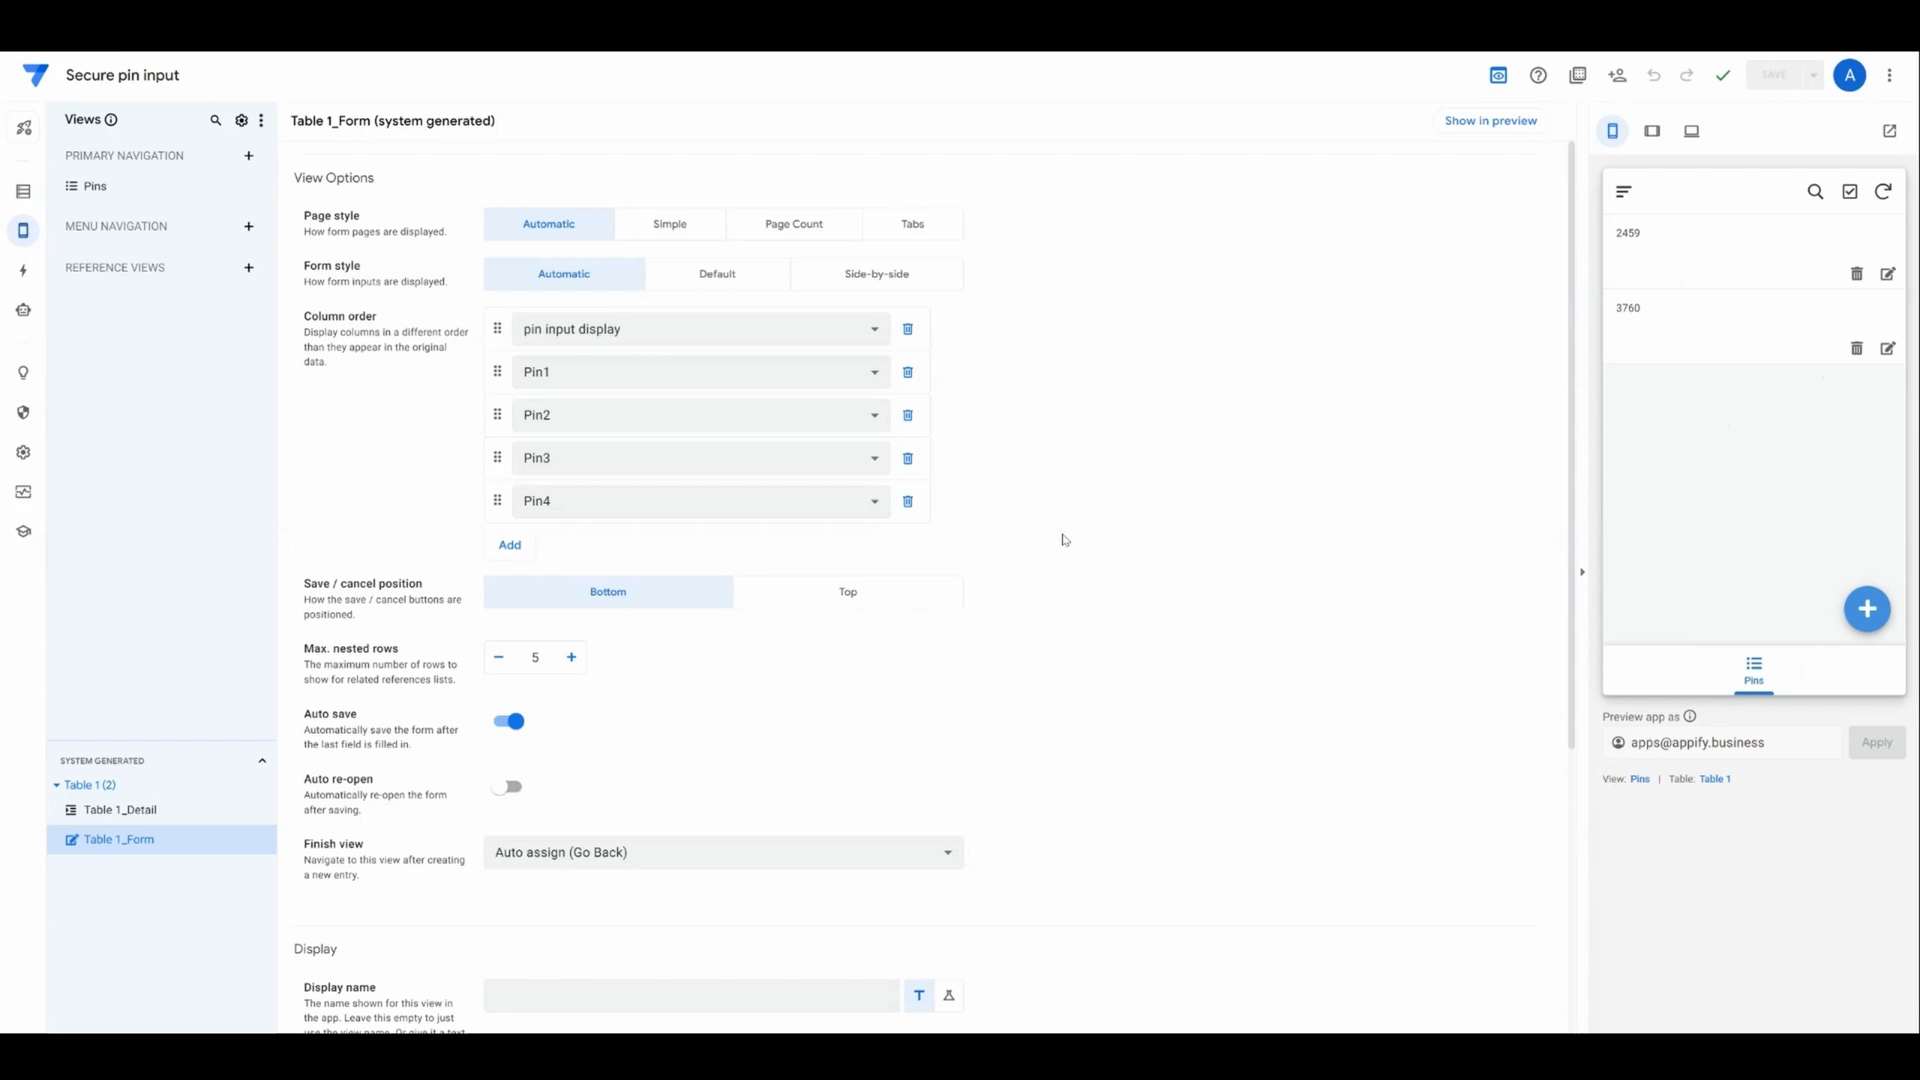 Secure pin input
SAVE
A
Views
PRIMARY NAVIGATION
Pins
MENU NAVIGATION
REFERENCE VIEWS
SYSTEM GENERATED
Table 1 (2)
Table 1_Detail
Table 1_Form
Table 1_Form (system generated)
Show in preview
View Options
Page style
How form pages are displayed.
Automatic
Simple
Page Count
Tabs
Form style
How form inputs are displayed.
Automatic
Default
Side-by-side
Column order
Display columns in a different order
than they appear in the original
data.
pin input display
Pin1
Pin2
Pin3
Pin4
Add
Save / cancel position
How the save / cancel buttons are
positioned.
Bottom
Top
Max. nested rows
The maximum number of rows to
show for related references lists.
5
Auto save
Automatically save the form after
the last field is filled in.
Auto re-open
Automatically re-open the form
after saving.
Finish view
Navigate to this view after creating
a new entry.
Auto assign (Go Back)
Display
Display name
The name shown for this view in
the app. Leave this empty to just
use the view name. Or give it a text
T
2459
3760
Pins
Preview app as
apps@appify.business
Apply
View: Pins | Table: Table 1